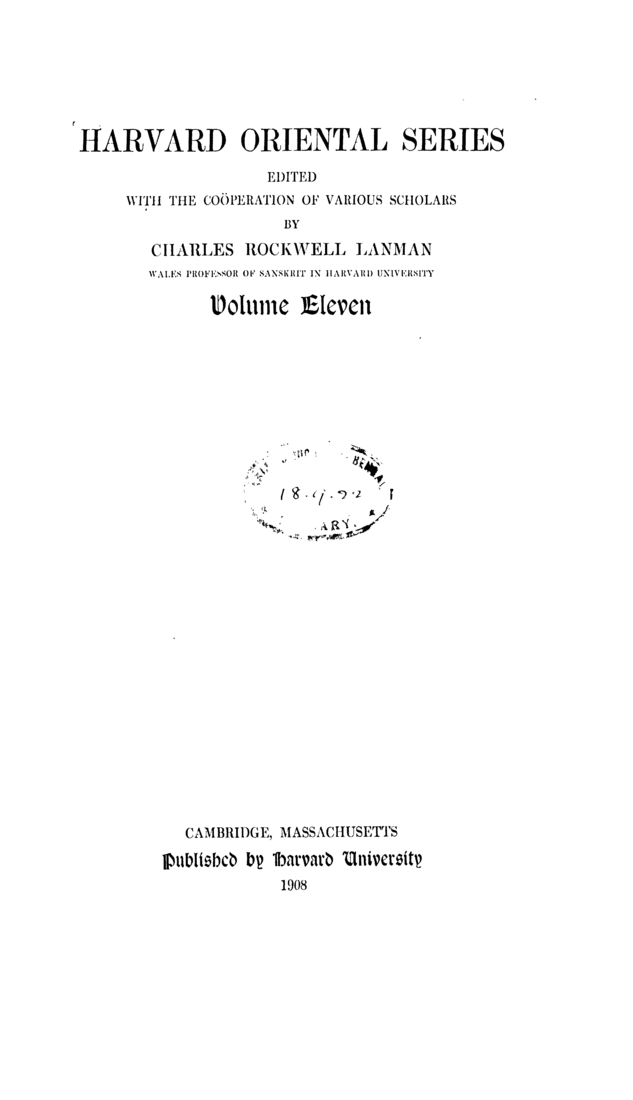 HARVARD ORIENTAL SERIES
EDITED
WITH THE COÖPERATION OF VARIOUS SCHOLARS
BY
CHARLES ROCKWELL LANMAN
WALES PROFESSOR OF SANSKRIT IN HARVARD UNIVERSITY
Volume Eleven
BENGAL
CAMBRIDGE, MASSACHUSETTS
Published by Harvard University
1908